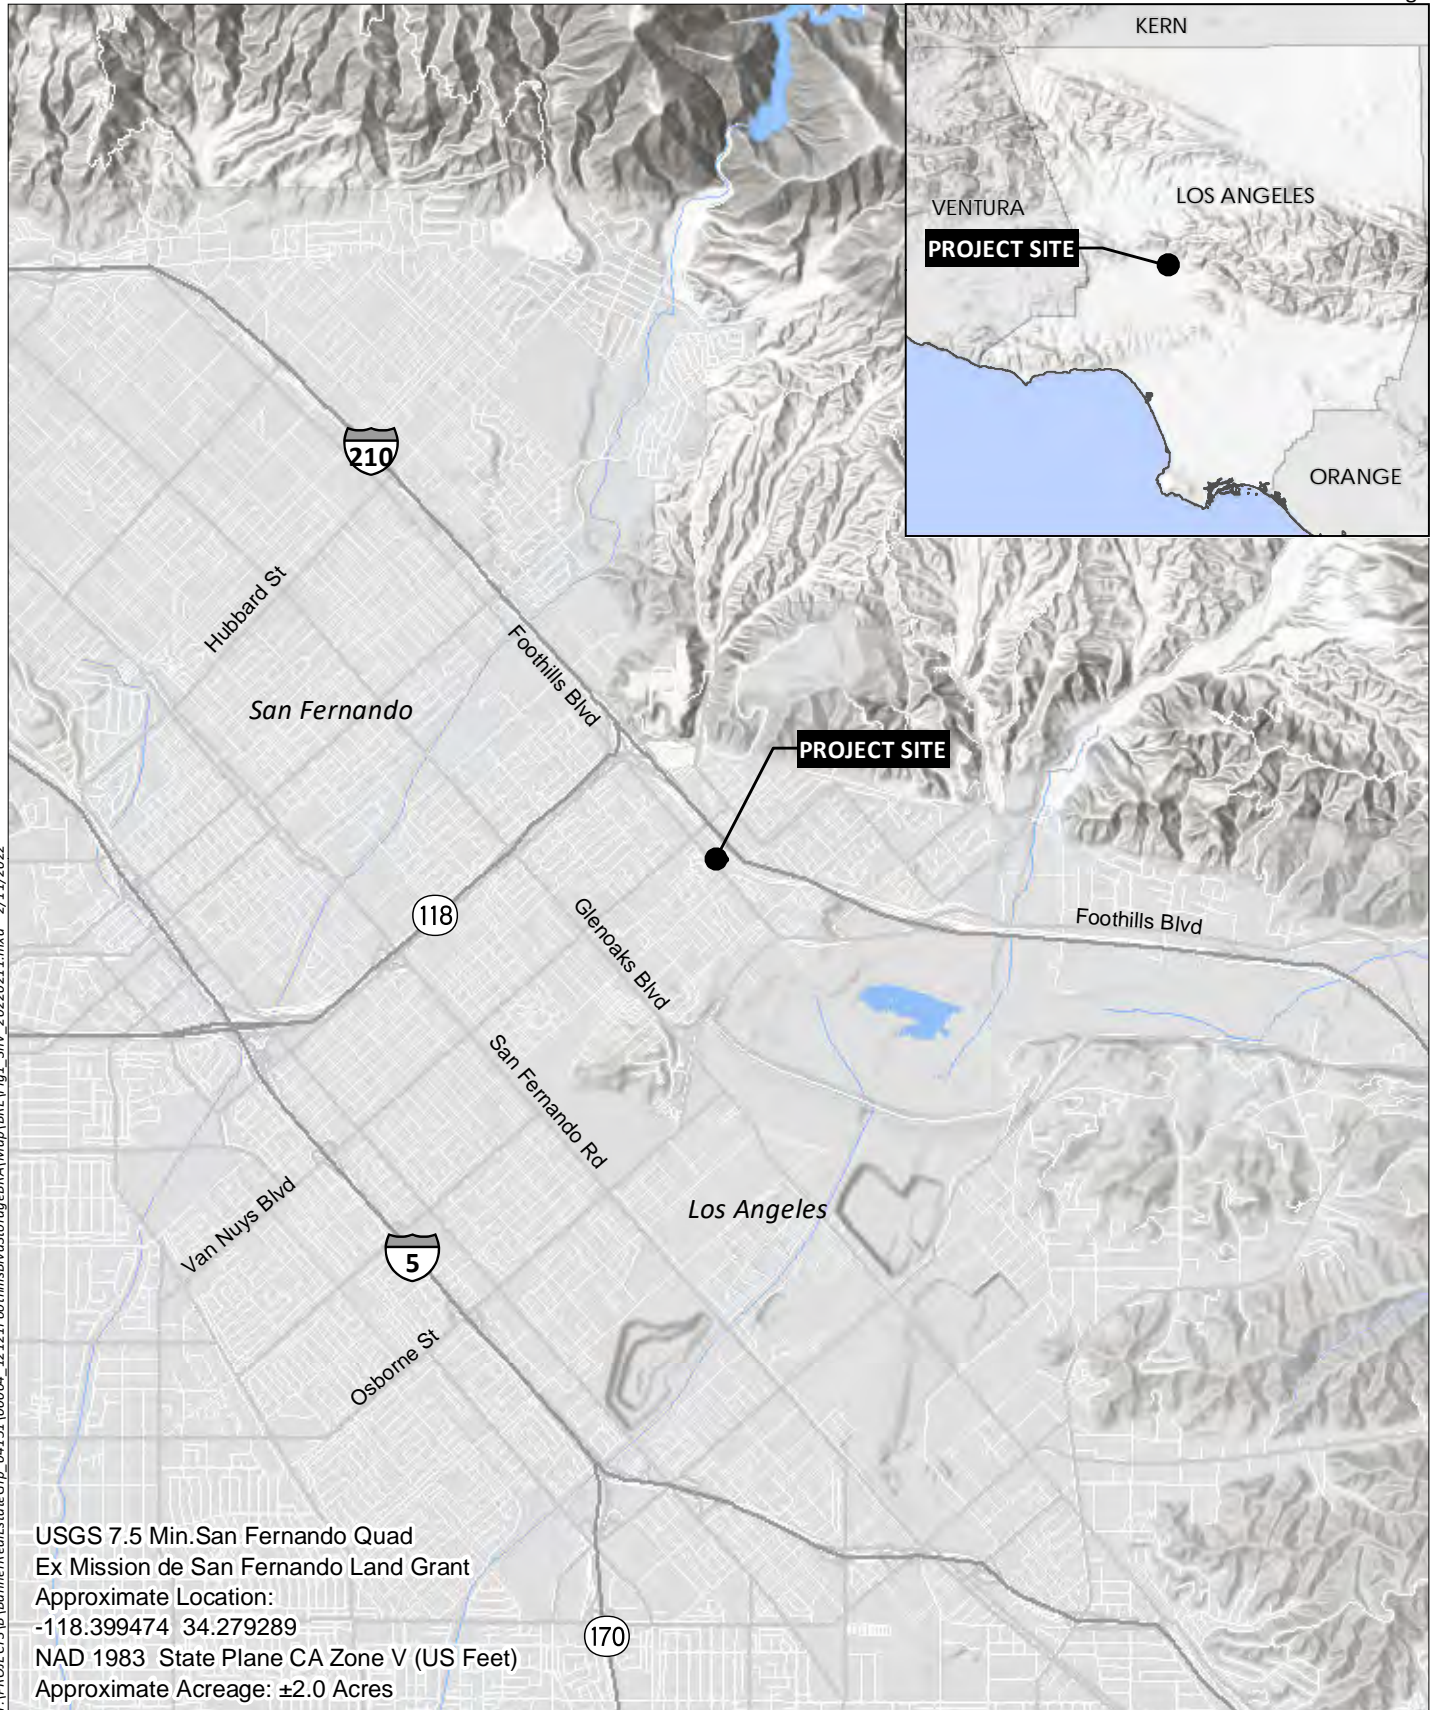 KERN
VENTURA
LOS ANGELES
PROJECT SITE
ORANGE
210
Hubbard St
Foothills Blvd
San Fernando
PROJECT SITE
118
Glenoaks Blvd
Foothills Blvd
San Fernando Rd
Los Angeles
Van Nuys Blvd
5
Osborne St
170
USGS 7.5 Min.San Fernando Quad
Ex Mission de San Fernando Land Grant
Approximate Location:
-118.399474 34.279289
NAD 1983 State Plane CA Zone V (US Feet)
Approximate Acreage: ±2.0 Acres